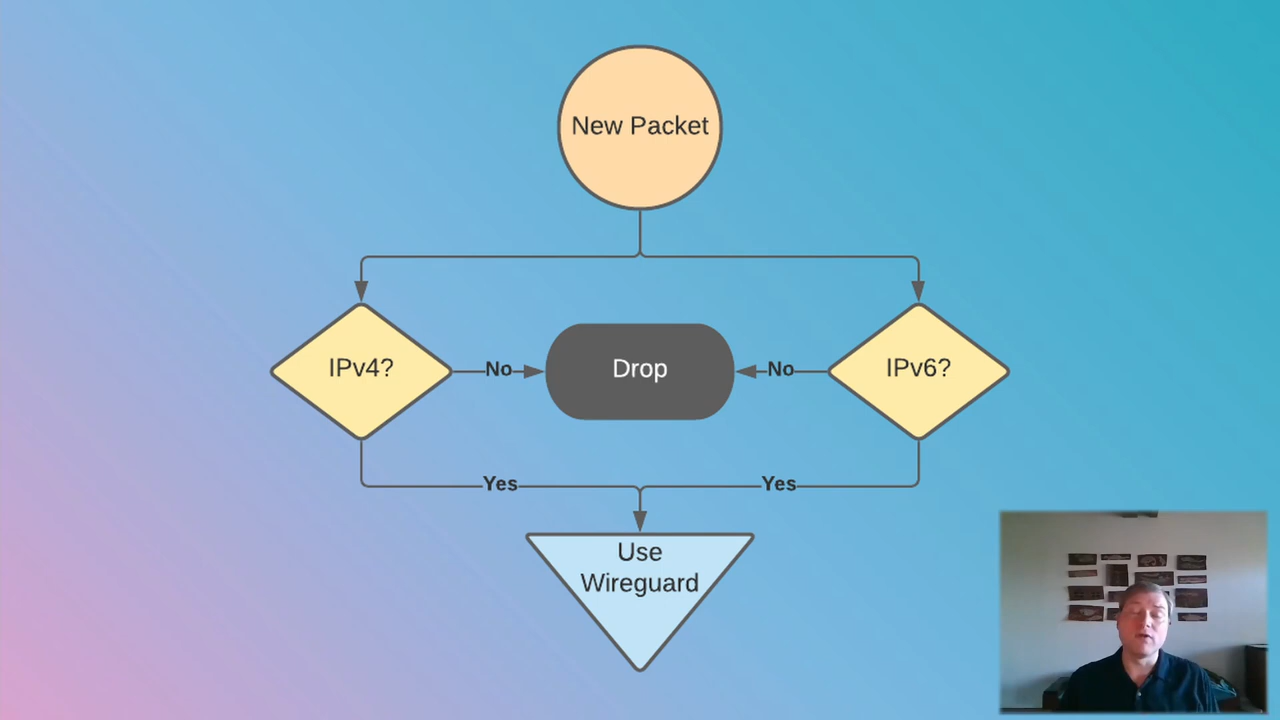 New Packet
IPv4?
No
Drop
No
IPv6?
Yes
Yes
Use
Wireguard